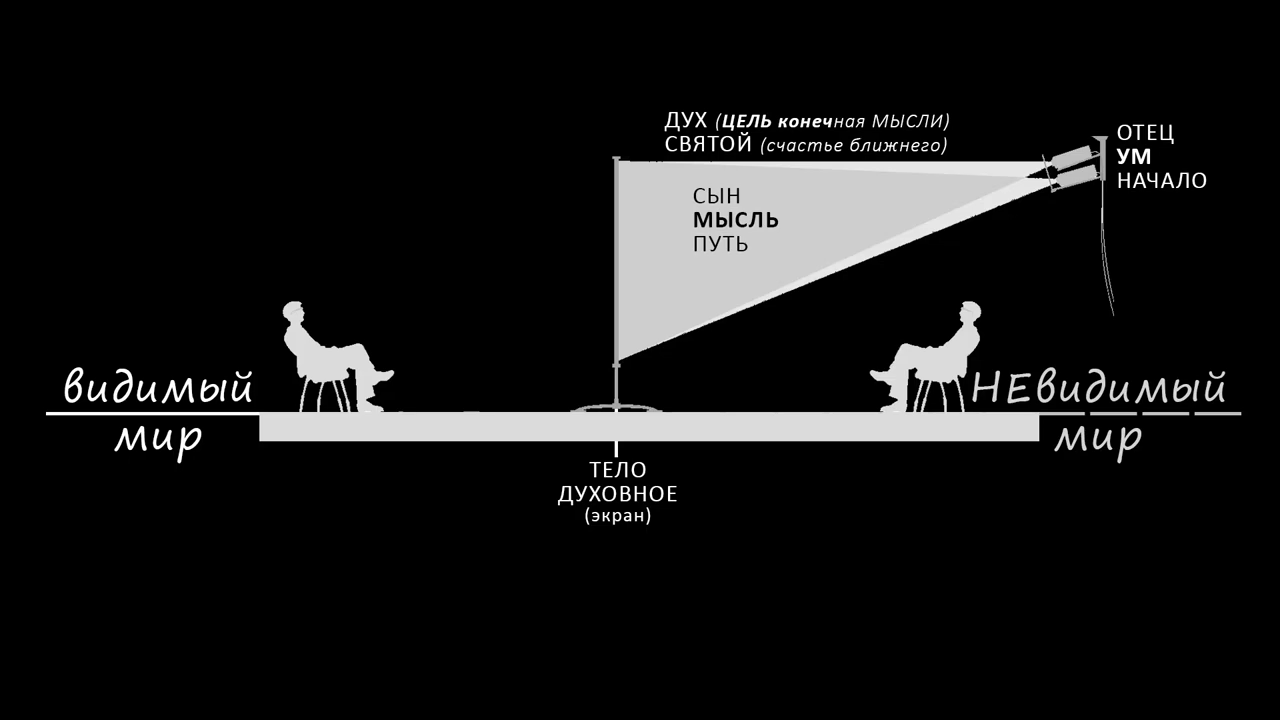 ДУХ (ЦЕЛЬ конечная МЫСЛИ)
СВЯТОЙ (счастье ближнего)
ОТЕЦ
УМ
НАЧАЛО
СЫН
МЫСЛЬ
ПУТЬ
видимый
мир
НЕвидимый
мир
ТЕЛО
ДУХОВНОЕ
(экран)